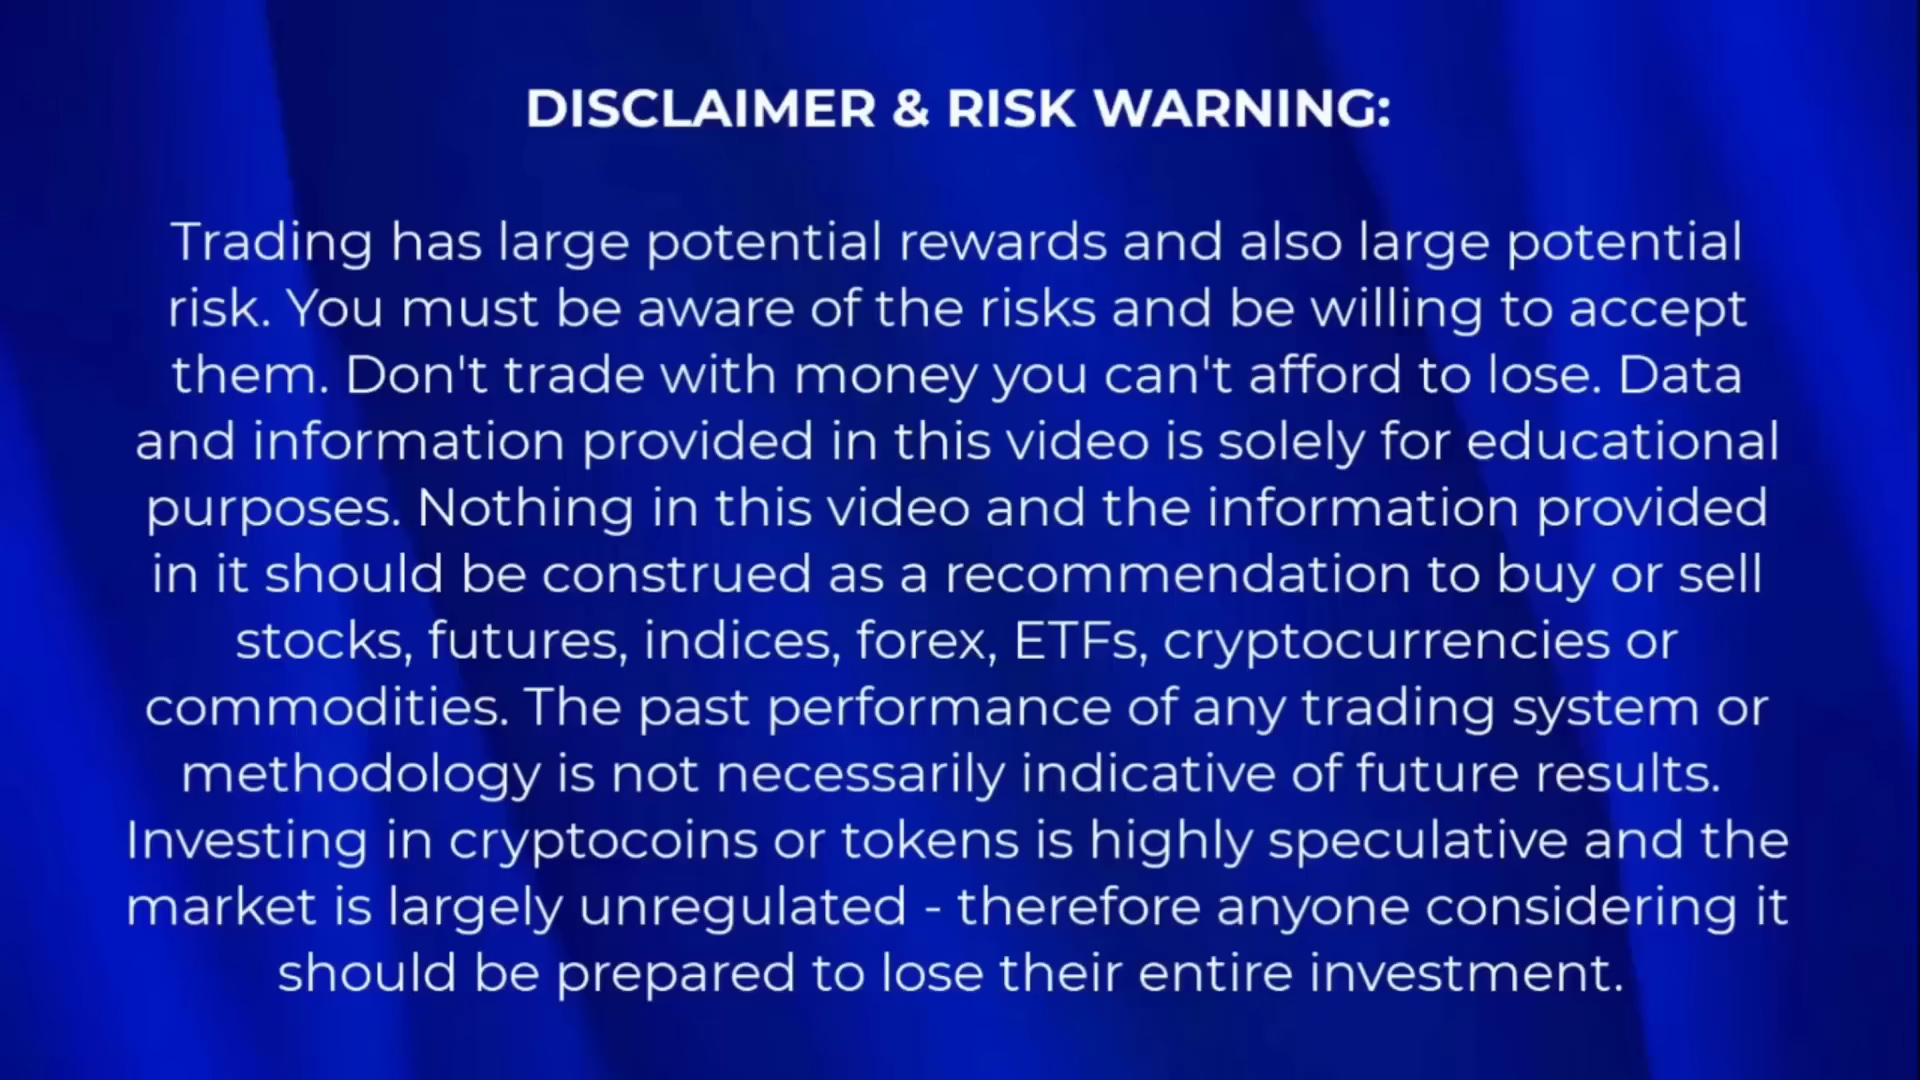 DISCLAIMER & RISK WARNING:
Trading has large potential rewards and also large potential
risk. You must be aware of the risks and be willing to accept
them. Don't trade with money you can't afford to lose. Data
and information provided in this video is solely for educational
purposes. Nothing in this video and the information provided
in it should be construed as a recommendation to buy or sell
stocks, futures, indices, forex, ETFs, cryptocurrencies or
commodities. The past performance of any trading system or
methodology is not necessarily indicative of future results.
Investing in cryptocoins or tokens is highly speculative and the
market is largely unregulated - therefore anyone considering it
should be prepared to lose their entire investment.